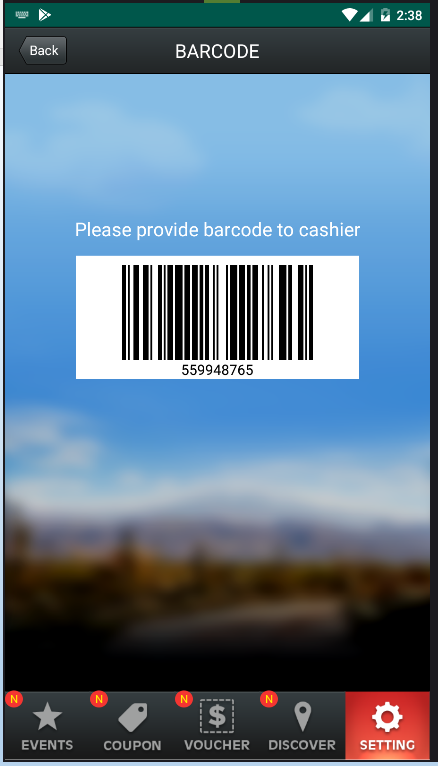 2:38
Back
BARCODE
Please provide barcode to cashier
559948765
N N N N
EVENTS COUPON VOUCHER DISCOVER SETTING